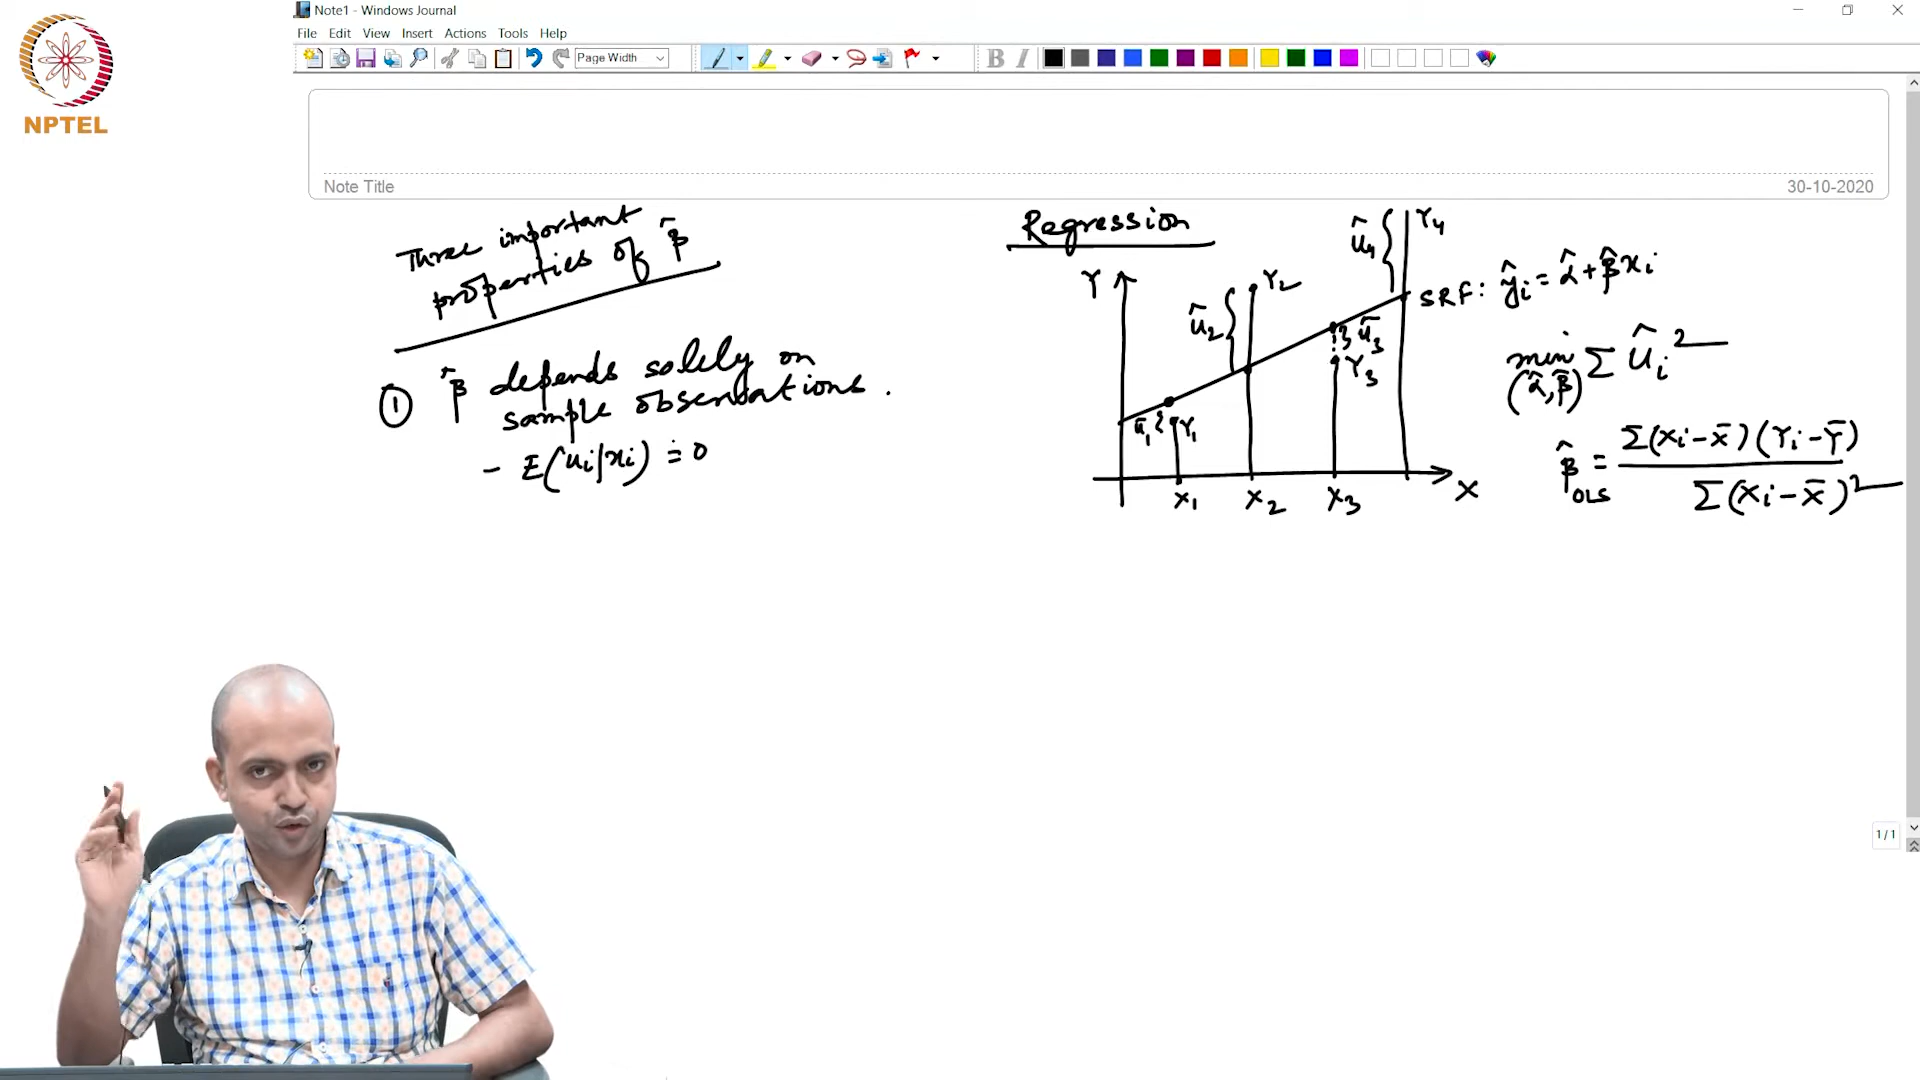 Note1 - Windows Journal
File Edit View Insert Actions Tools Help
NPTEL
Page Width
B I
Note Title
30-10-2020
Three important
properties of β̂
① β̂ depends solely on
sample observations.
- E(ui|xi) = 0
Regression
Y
û4
Y4
û2
Y2
SRF: ŷi = α̂ + β̂xi
û3
Y3
û1
Y1
X1 X2 X3 X
min Σ Ûi²
(α̂, β̂)
β̂OLS = Σ(Xi - X̄)(Yi - Ȳ)
Σ(Xi - X̄)²
1/1